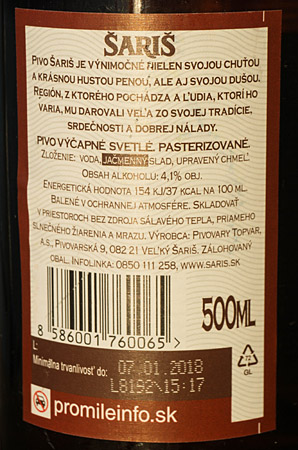 ŠARIŠ
PIVO ŠARIŠ JE VÝNIMOČNÉ NIELEN SVOJOU CHUŤOU
A KRÁSNOU HUSTOU PENOU, ALE AJ SVOJOU DUŠOU.
REGIÓN, Z KTORÉHO POCHÁDZA A ĽUDIA, KTORÍ HO
VARIA, MU DAROVALI VEĽA ZO SVOJEJ TRADÍCIE,
SRDEČNOSTI A DOBREJ NÁLADY.
PIVO VÝČAPNÉ SVETLÉ. PASTERIZOVANÉ.
ZLOŽENIE: VODA, JAČMENNÝ SLAD, UPRAVENÝ CHMEĽ.
OBSAH ALKOHOLU: 4,1% OBJ.
ENERGETICKÁ HODNOTA 154 KJ/37 KCAL NA 100 ML.
BALENÉ V OCHRANNEJ ATMOSFÉRE. SKLADOVAŤ
V PRIESTOROCH BEZ ZDROJA SÁLAVÉHO TEPLA, PRIAMEHO
SLNEČNÉHO ŽIARENIA A MRAZU. VÝROBCA: PIVOVARY TOPVAR,
A.S., PIVOVARSKÁ 9, 082 21 VEĽKÝ ŠARIŠ. ZÁLOHOVANÝ
OBAL. INFOLINKA: 0850 111 258, WWW.SARIS.SK
500ML
8 586001 760065
L:
Minimálna trvanlivosť do: 07.01.2018
L8192\15:17
72
GL
promileinfo.sk